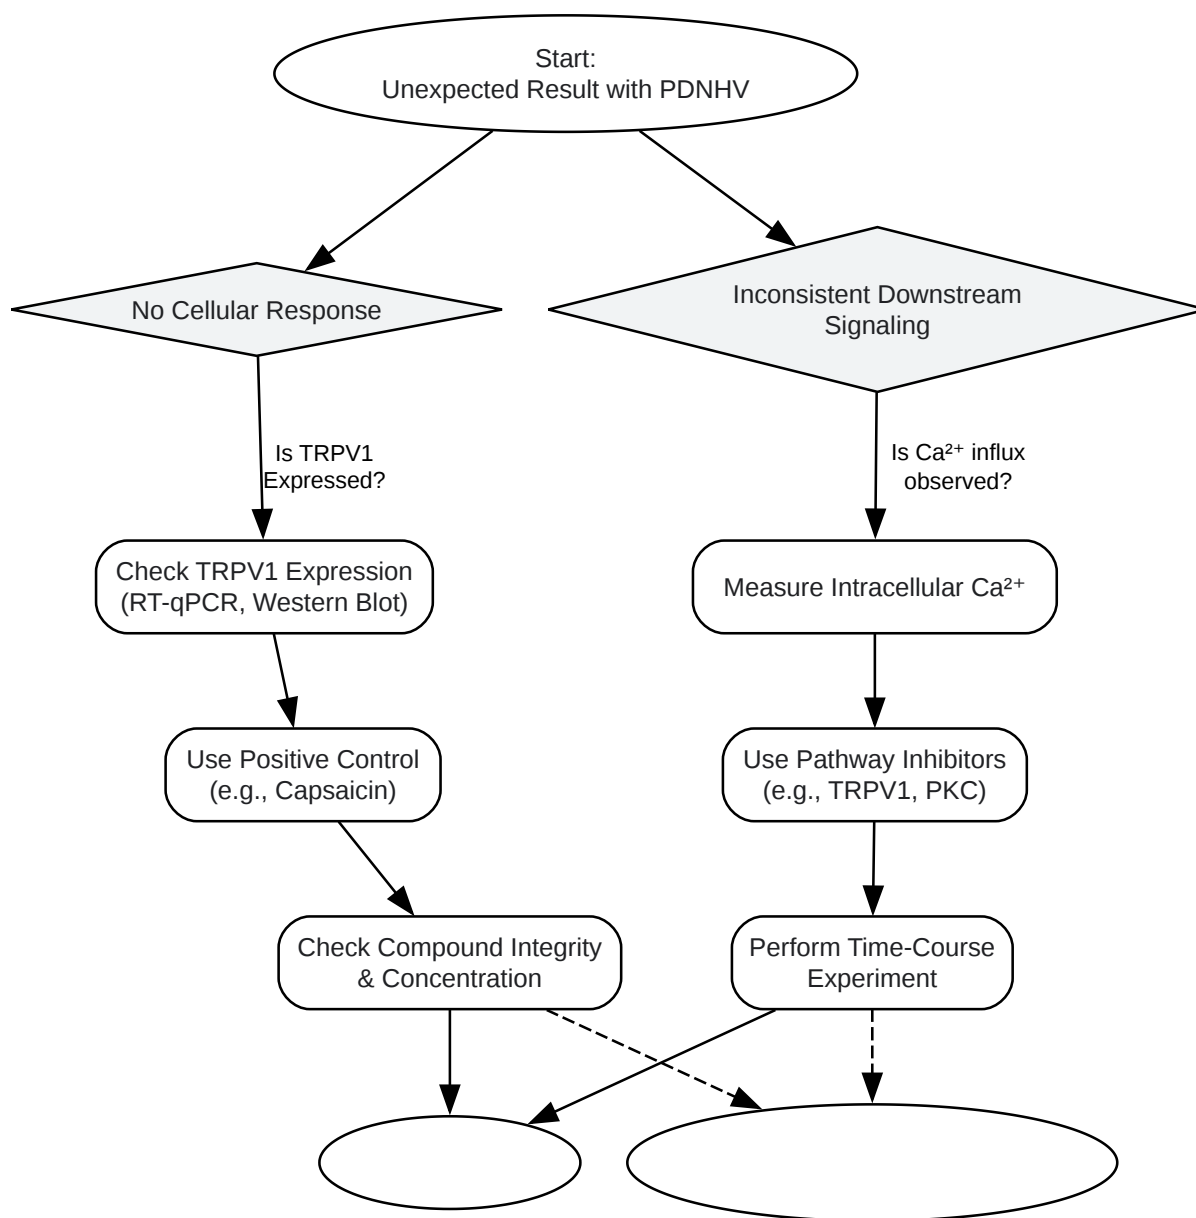 Start:
Unexpected Result with PDNHV
No Cellular Response
Inconsistent Downstream
Signaling
Is TRPV1
Expressed?
Is Ca²⁺ influx
observed?
Check TRPV1 Expression
(RT-qPCR, Western Blot)
Measure Intracellular Ca²⁺
Use Positive Control
(e.g., Capsaicin)
Use Pathway Inhibitors
(e.g., TRPV1, PKC)
Check Compound Integrity
& Concentration
Perform Time-Course
Experiment